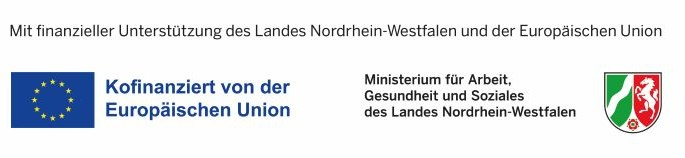 Mit finanzieller Unterstützung des Landes Nordrhein-Westfalen und der Europäischen Union
Kofinanziert von der
Europäischen Union
Ministerium für Arbeit,
Gesundheit und Soziales
des Landes Nordrhein-Westfalen